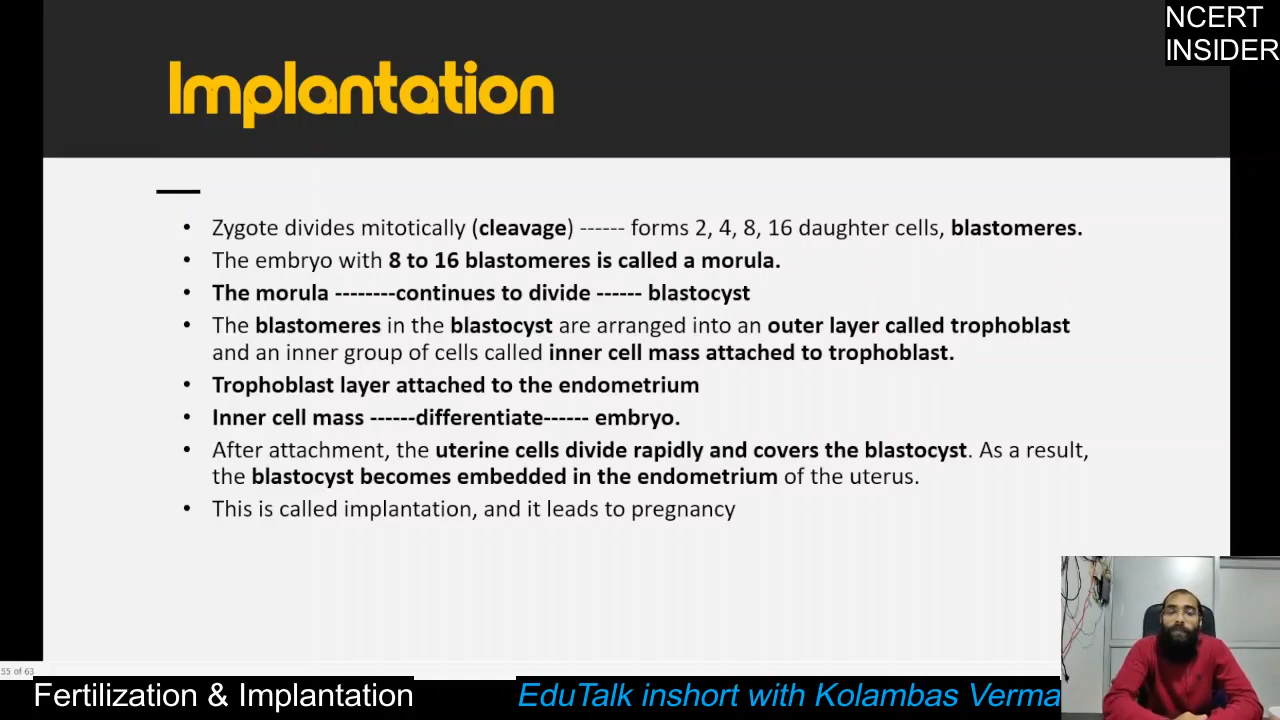 NCERT
INSIDER
Implantation
• Zygote divides mitotically (cleavage) ------ forms 2, 4, 8, 16 daughter cells, blastomeres.
• The embryo with 8 to 16 blastomeres is called a morula.
• The morula --------continues to divide ------ blastocyst
• The blastomeres in the blastocyst are arranged into an outer layer called trophoblast
and an inner group of cells called inner cell mass attached to trophoblast.
• Trophoblast layer attached to the endometrium
• Inner cell mass ------differentiate------ embryo.
• After attachment, the uterine cells divide rapidly and covers the blastocyst. As a result,
the blastocyst becomes embedded in the endometrium of the uterus.
• This is called implantation, and it leads to pregnancy
55 of 63
Fertilization & Implantation
EduTalk inshort with Kolambas Verma